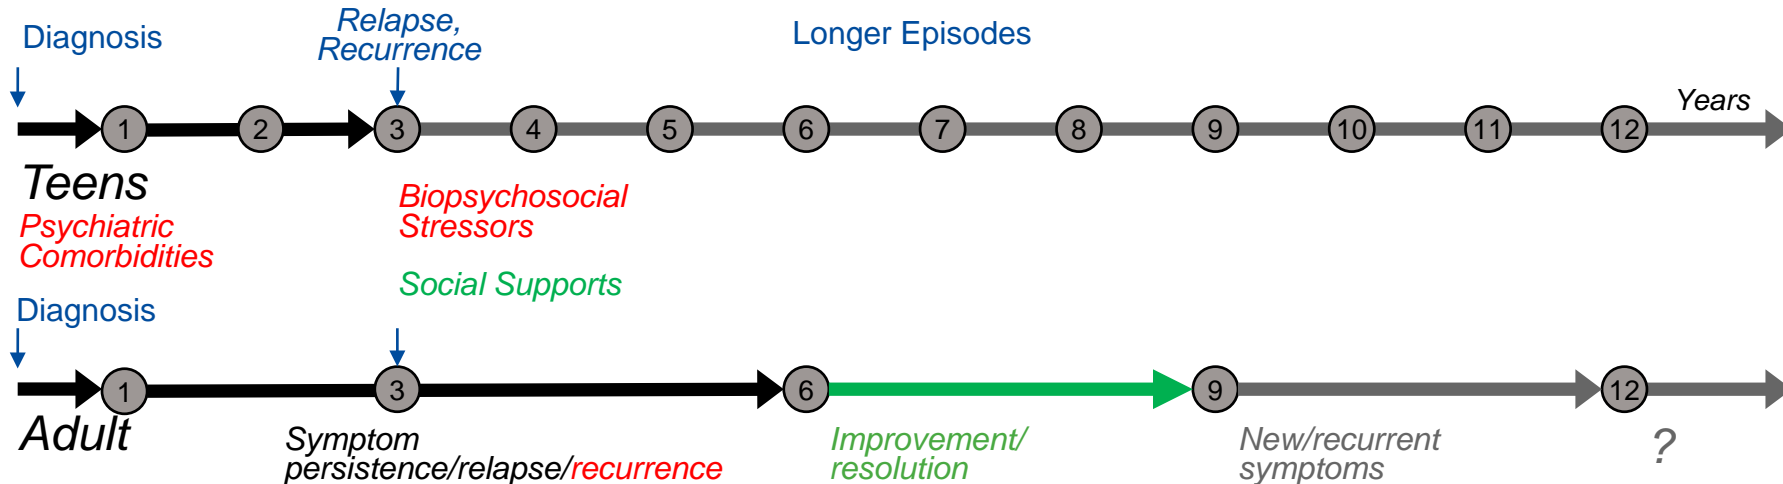 Diagnosis
Relapse,
Recurrence
Longer Episodes
Years
1 2 3 4 5 6 7 8 9 10 11 12
Teens
Psychiatric
Comorbidities
Biopsychosocial
Stressors
Social Supports
Diagnosis
1 3 6 9 12
Adult
Symptom
persistence/relapse/recurrence
Improvement/
resolution
New/recurrent
symptoms
?